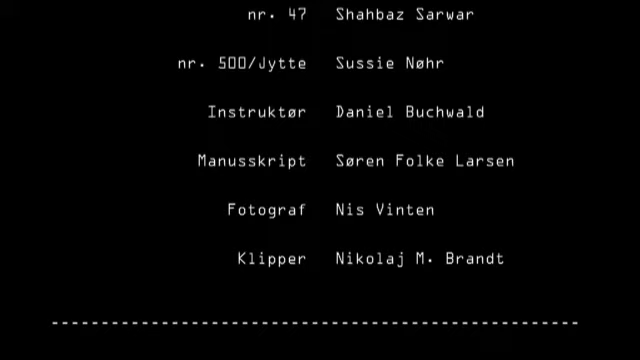 nr. 47 Shahbaz Sarwar
nr. 500/Jytte Sussie Nøhr
Instruktør Daniel Buchwald
Manusskript Søren Folke Larsen
Fotograf Nis Vinten
Klipper Nikolaj M. Brandt